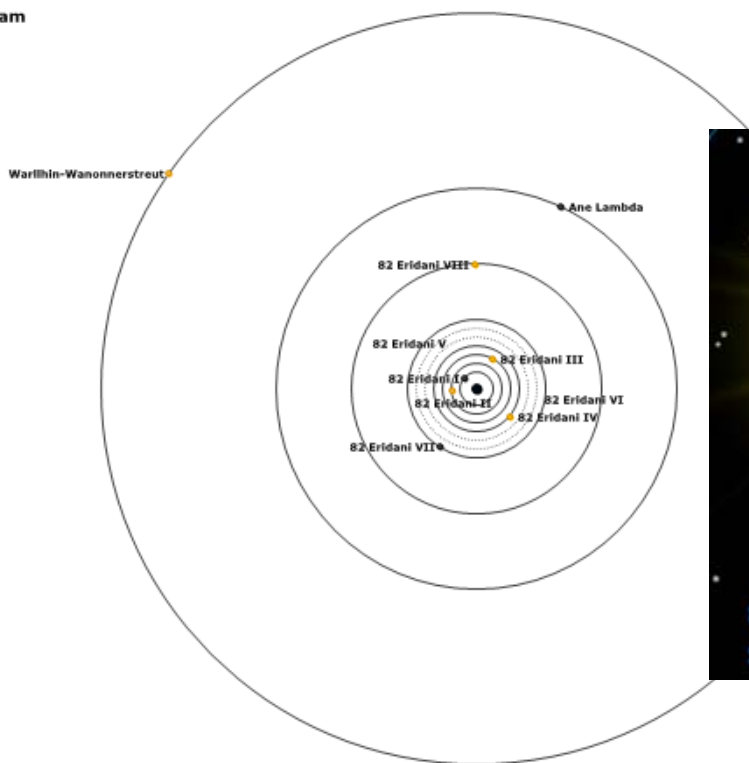 am
Warllhin-Wanonnerstreut
Ane Lambda
82 Eridani VIII
82 Eridani V
82 Eridani III
82 Eridani I
82 Eridani II
82 Eridani VI
82 Eridani IV
82 Eridani VII